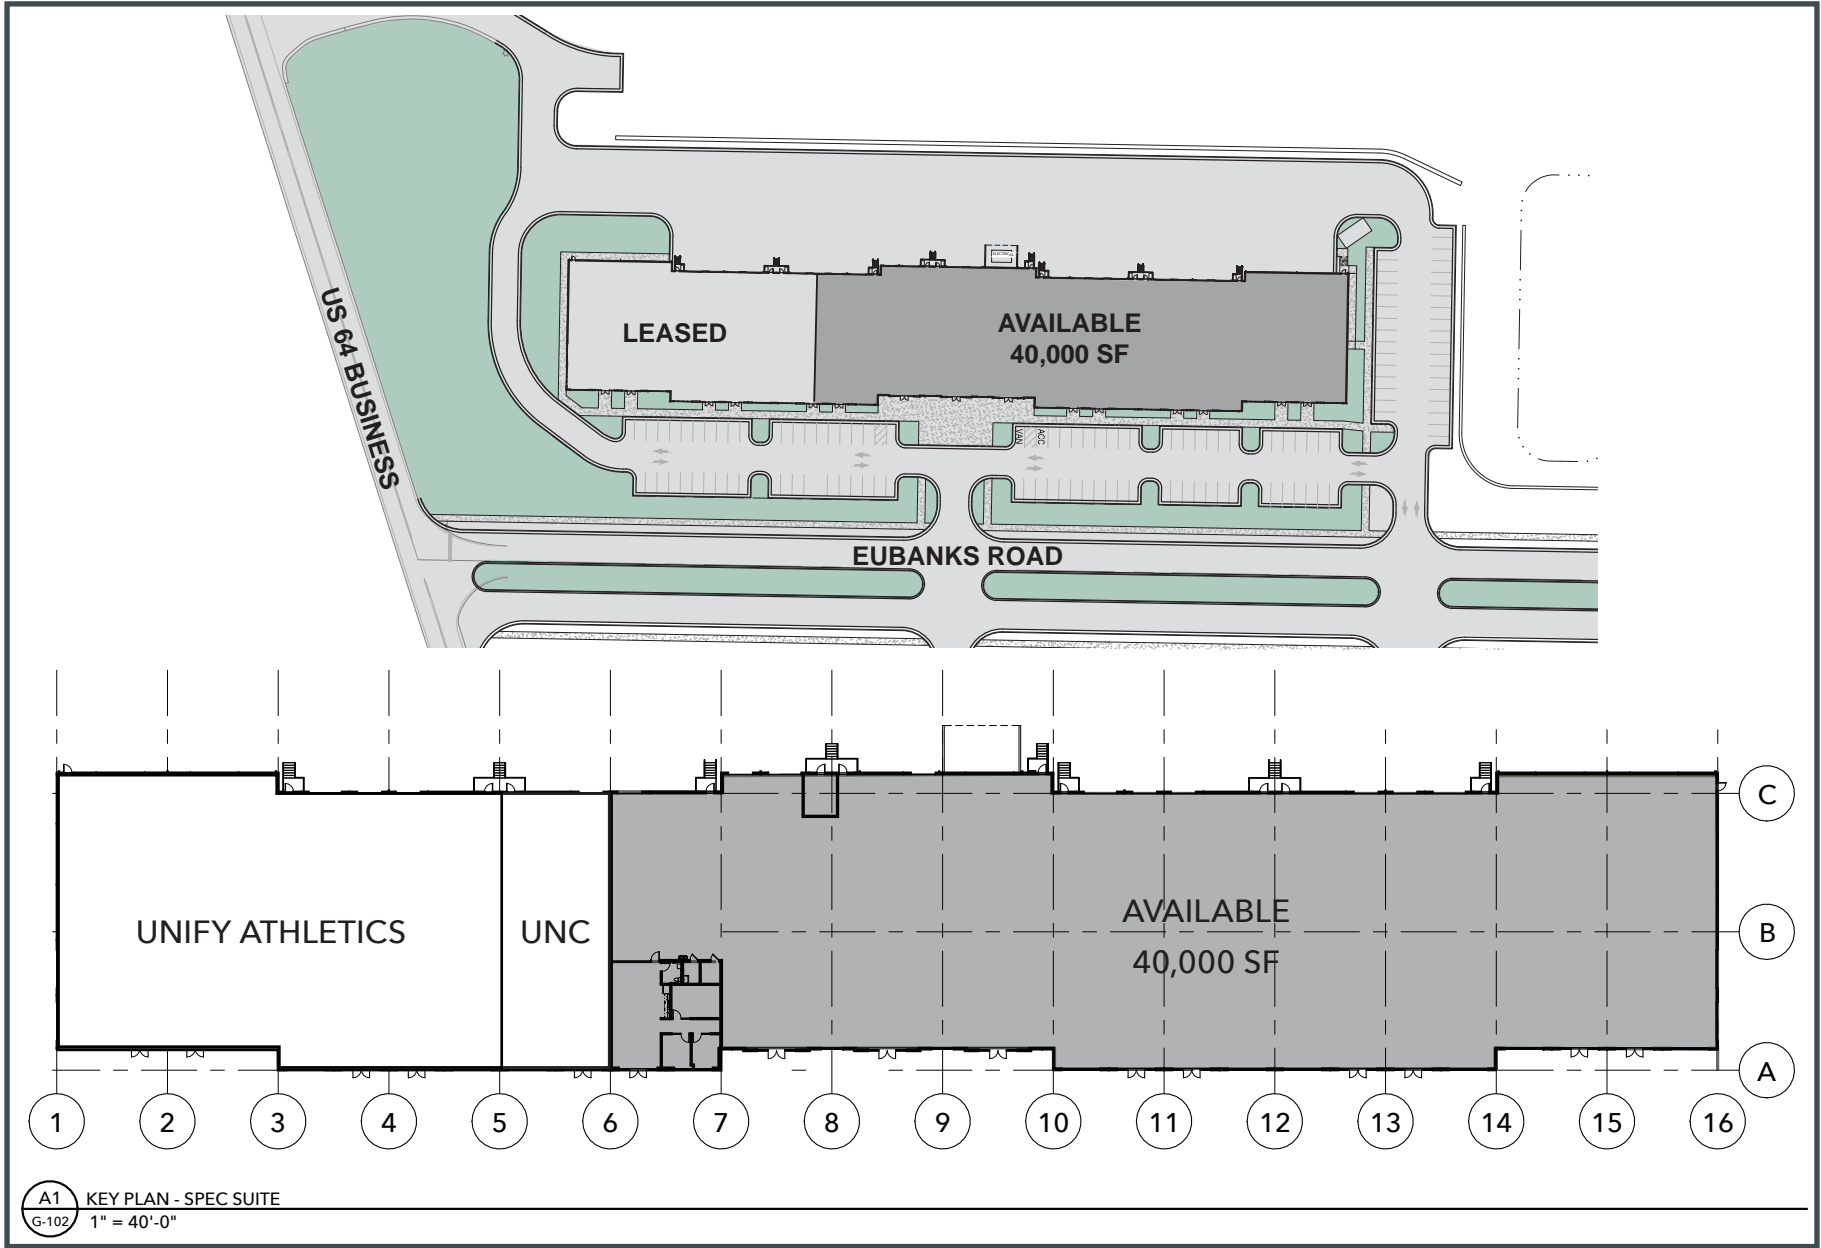 ELECTRICAL
LEASED
AVAILABLE
40,000 SF
US 64 BUSINESS
VAN
ACC
EUBANKS ROAD
C
UNIFY ATHLETICS
UNC
AVAILABLE
40,000 SF
B
A
1 2 3 4 5 6 7 8 9 10 11 12 13 14 15 16
A1
G-102
KEY PLAN - SPEC SUITE
1" = 40'-0"